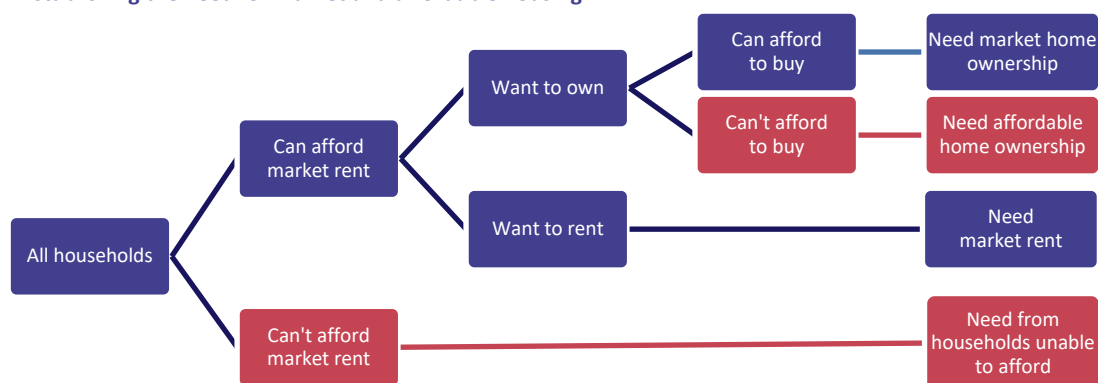 Can afford
to buy
Need market home
ownership
Want to own
Can't afford
to buy
Need affordable
home ownership
Can afford
market rent
Want to rent
Need
market rent
All households
Can't afford
market rent
Need from
households unable
to afford